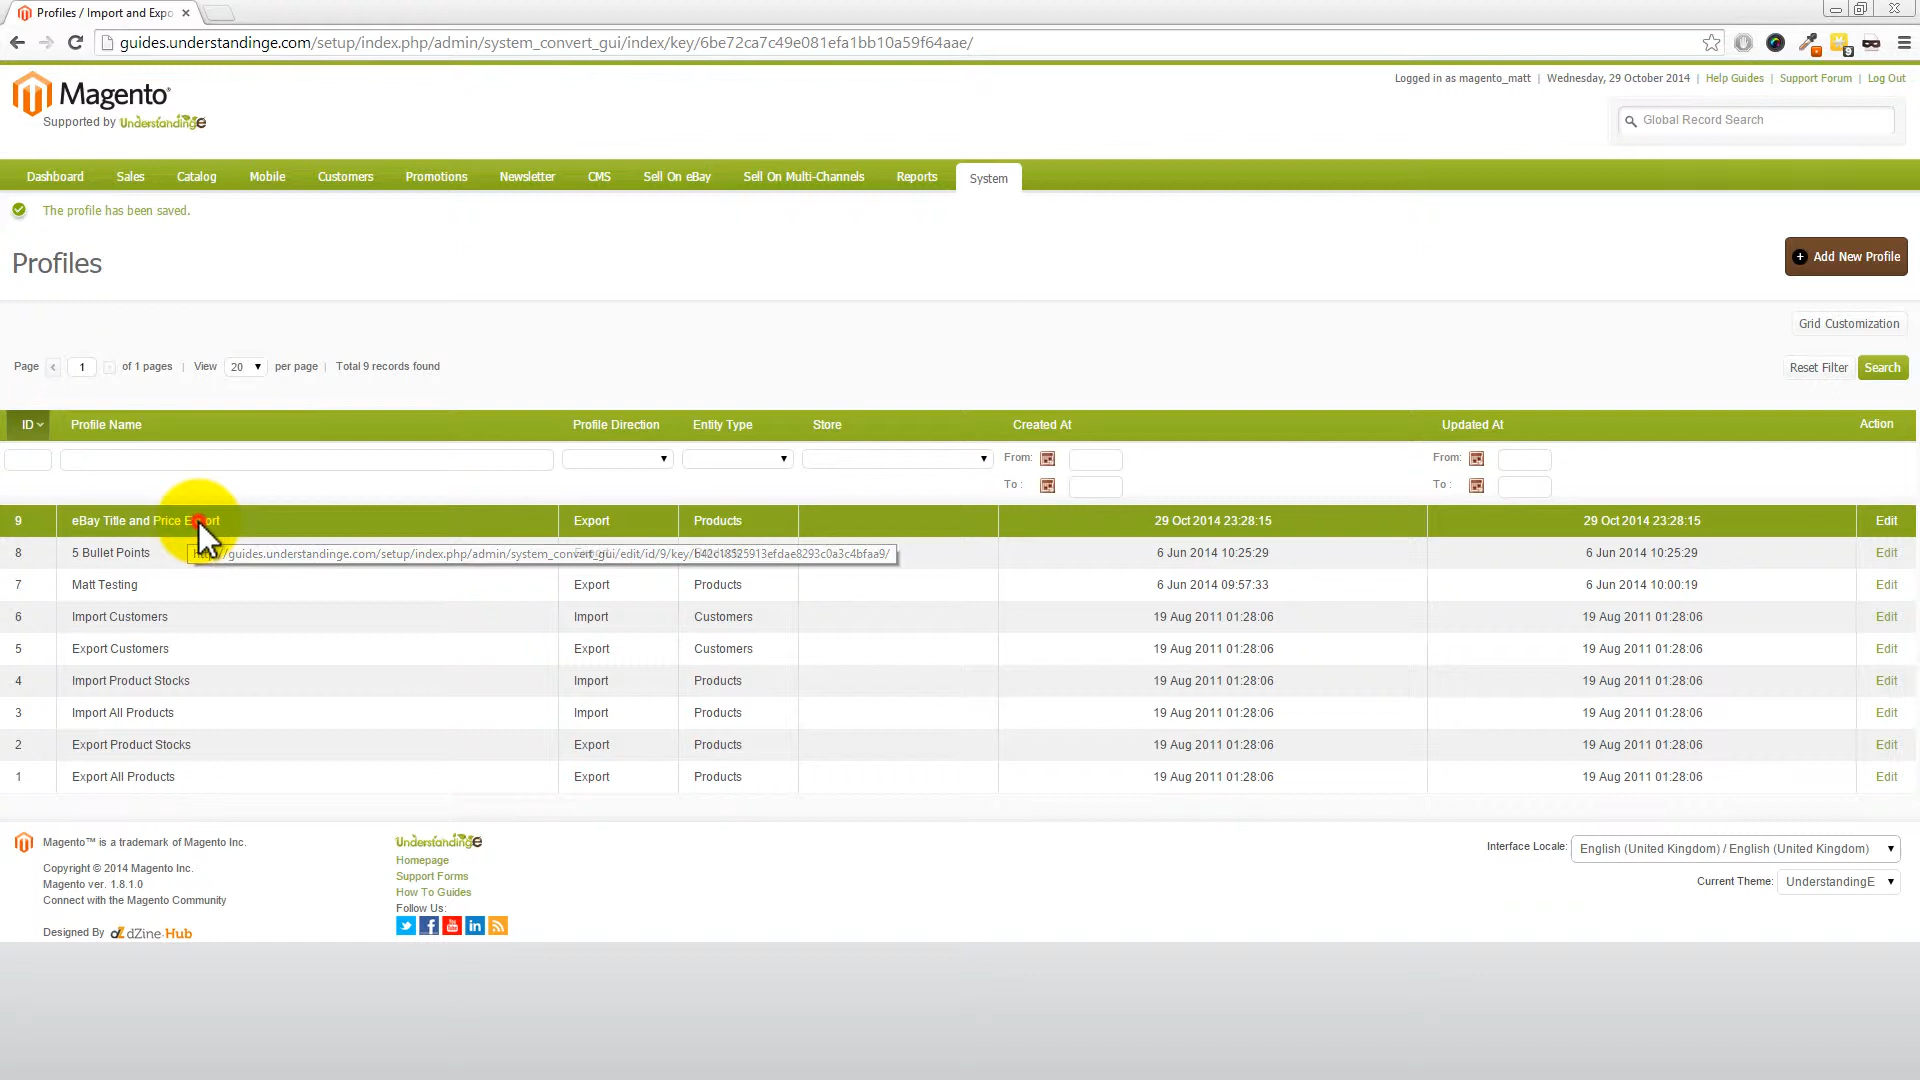 Profiles / Import and Expo
guides.understandinge.com/setup/index.php/admin/system_convert_gui/index/key/6be72ca7c49e081efa1bb10a59f64aae/
9
Magento
Supported by UnderstandingE
Logged in as magento_matt | Wednesday, 29 October 2014 | Help Guides | Support Forum | Log Out
Global Record Search
Dashboard Sales Catalog Mobile Customers Promotions Newsletter CMS Sell On eBay Sell On Multi-Channels Reports System
The profile has been saved.
Profiles
Add New Profile
Grid Customization
Page 1 of 1 pages | View 20 per page | Total 9 records found
Reset Filter Search
ID Profile Name Profile Direction Entity Type Store Created At Updated At Action
From: From:
To : To :
9 eBay Title and Price Export Export Products 29 Oct 2014 23:28:15 29 Oct 2014 23:28:15 Edit
8 5 Bullet Points 6 Jun 2014 10:25:29 6 Jun 2014 10:25:29 Edit
7 Matt Testing Export Products 6 Jun 2014 09:57:33 6 Jun 2014 10:00:19 Edit
6 Import Customers Import Customers 19 Aug 2011 01:28:06 19 Aug 2011 01:28:06 Edit
5 Export Customers Export Customers 19 Aug 2011 01:28:06 19 Aug 2011 01:28:06 Edit
4 Import Product Stocks Import Products 19 Aug 2011 01:28:06 19 Aug 2011 01:28:06 Edit
3 Import All Products Import Products 19 Aug 2011 01:28:06 19 Aug 2011 01:28:06 Edit
2 Export Product Stocks Export Products 19 Aug 2011 01:28:06 19 Aug 2011 01:28:06 Edit
1 Export All Products Export Products 19 Aug 2011 01:28:06 19 Aug 2011 01:28:06 Edit
Magento™ is a trademark of Magento Inc.
Copyright © 2014 Magento Inc.
Magento ver. 1.8.1.0
Connect with the Magento Community
Designed By dZine-Hub
UnderstandingE
Homepage
Support Forms
How To Guides
Follow Us:
Interface Locale: English (United Kingdom) / English (United Kingdom)
Current Theme: UnderstandingE